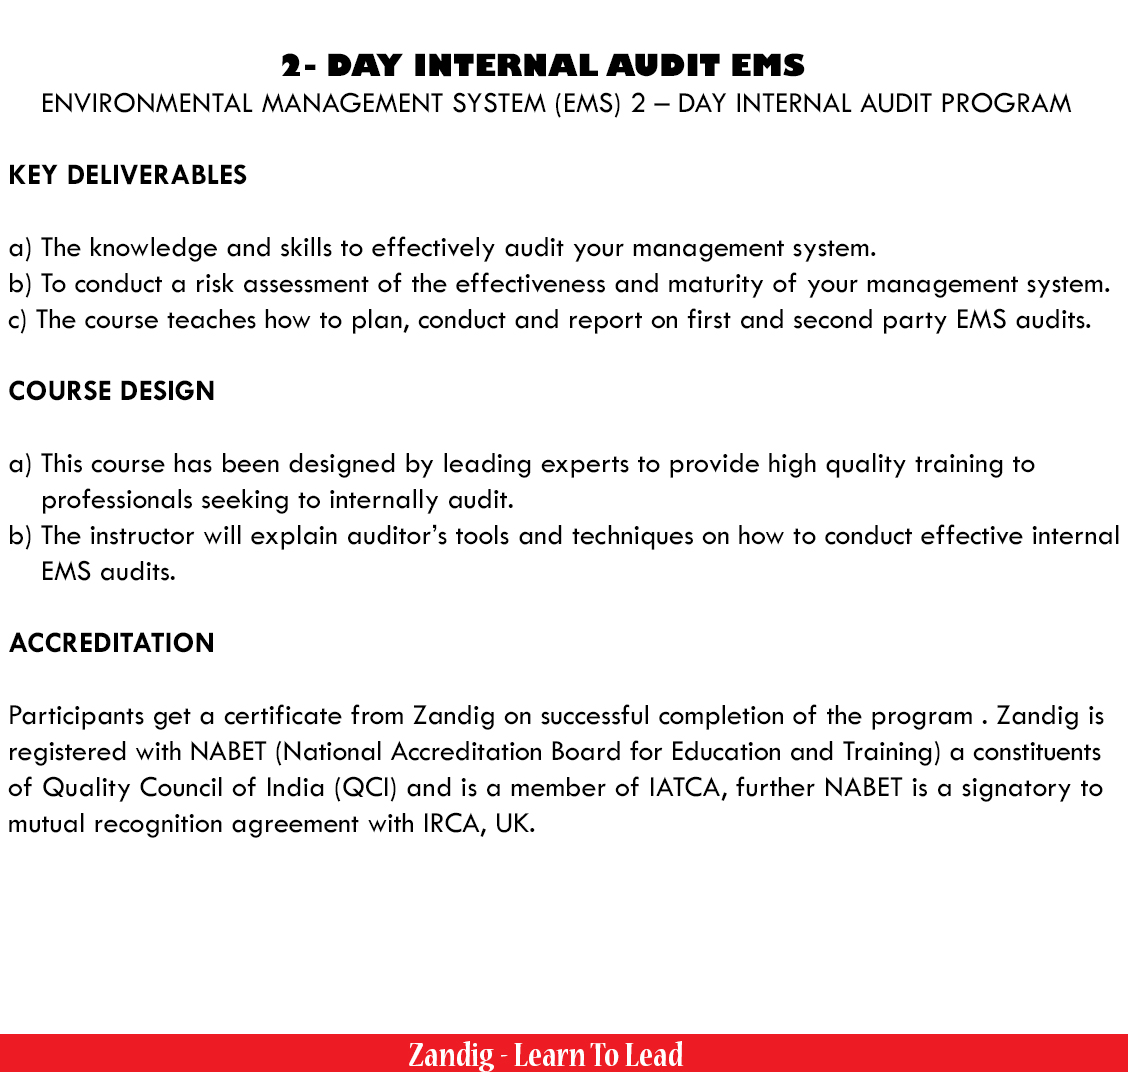 2- DAY INTERNAL AUDIT EMS
ENVIRONMENTAL MANAGEMENT SYSTEM (EMS) 2 – DAY INTERNAL AUDIT PROGRAM
KEY DELIVERABLES
a) The knowledge and skills to effectively audit your management system.
b) To conduct a risk assessment of the effectiveness and maturity of your management system.
c) The course teaches how to plan, conduct and report on first and second party EMS audits.
COURSE DESIGN
a) This course has been designed by leading experts to provide high quality training to
professionals seeking to internally audit.
b) The instructor will explain auditor’s tools and techniques on how to conduct effective internal
EMS audits.
ACCREDITATION
Participants get a certificate from Zandig on successful completion of the program . Zandig is
registered with NABET (National Accreditation Board for Education and Training) a constituents
of Quality Council of India (QCI) and is a member of IATCA, further NABET is a signatory to
mutual recognition agreement with IRCA, UK.
Zandig - Learn To Lead